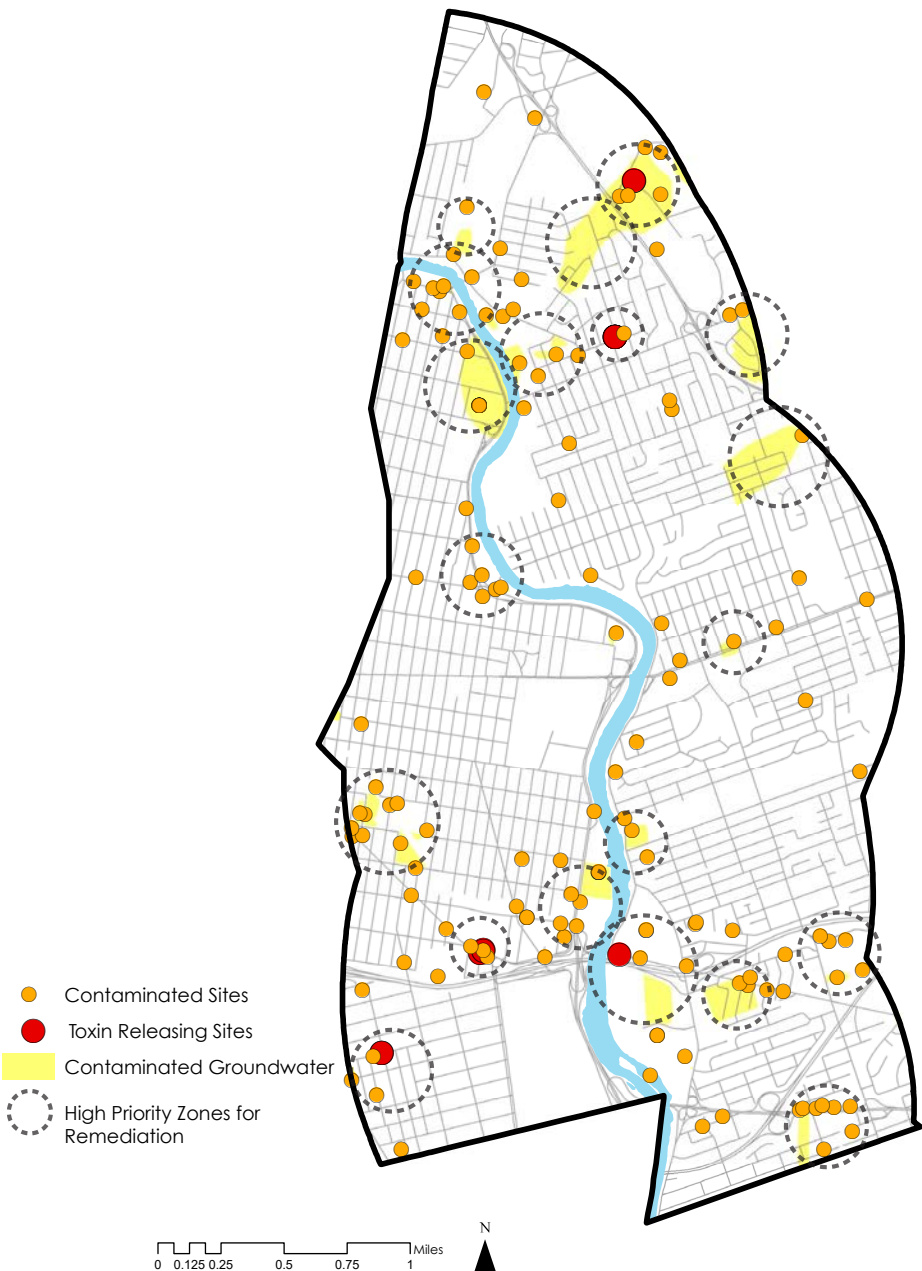 Contaminated Sites
Toxin Releasing Sites
Contaminated Groundwater
High Priority Zones for
Remediation
N
Miles
0 0.125 0.25 0.5 0.75 1